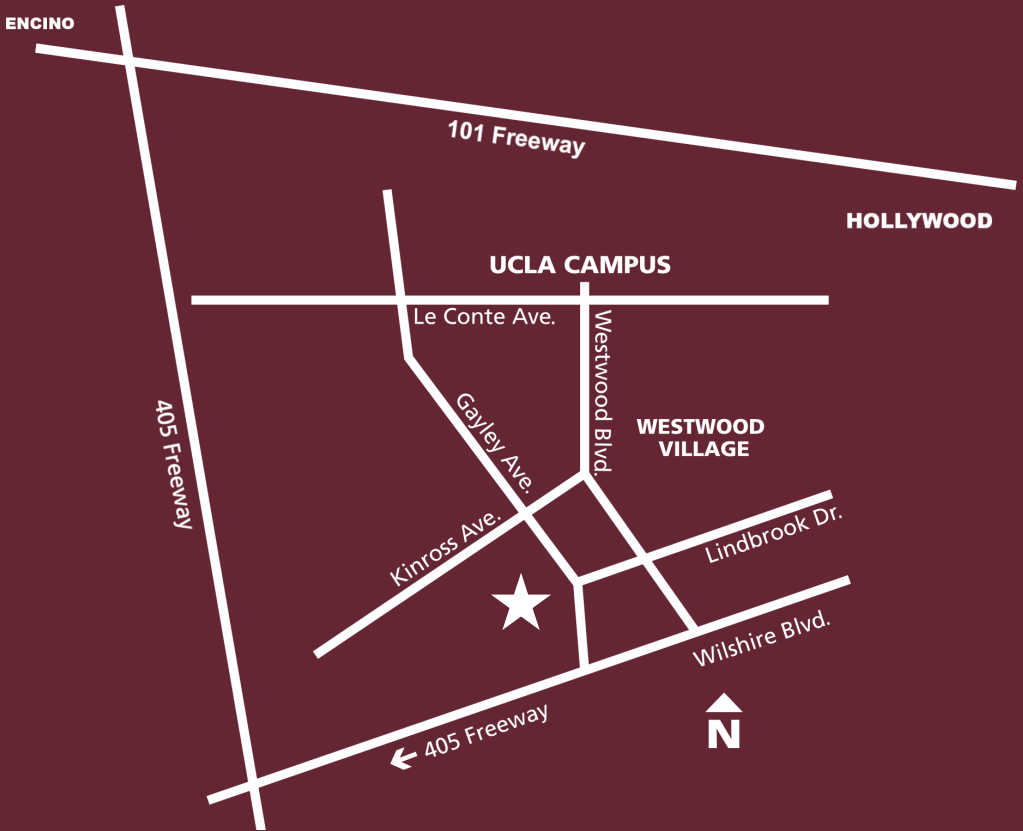 ENCINO
101 Freeway
HOLLYWOOD
UCLA CAMPUS
Le Conte Ave.
Westwood Blvd.
405 Freeway
Gayley Ave.
WESTWOOD
VILLAGE
Kinross Ave.
Lindbrook Dr.
Wilshire Blvd.
← 405 Freeway
N